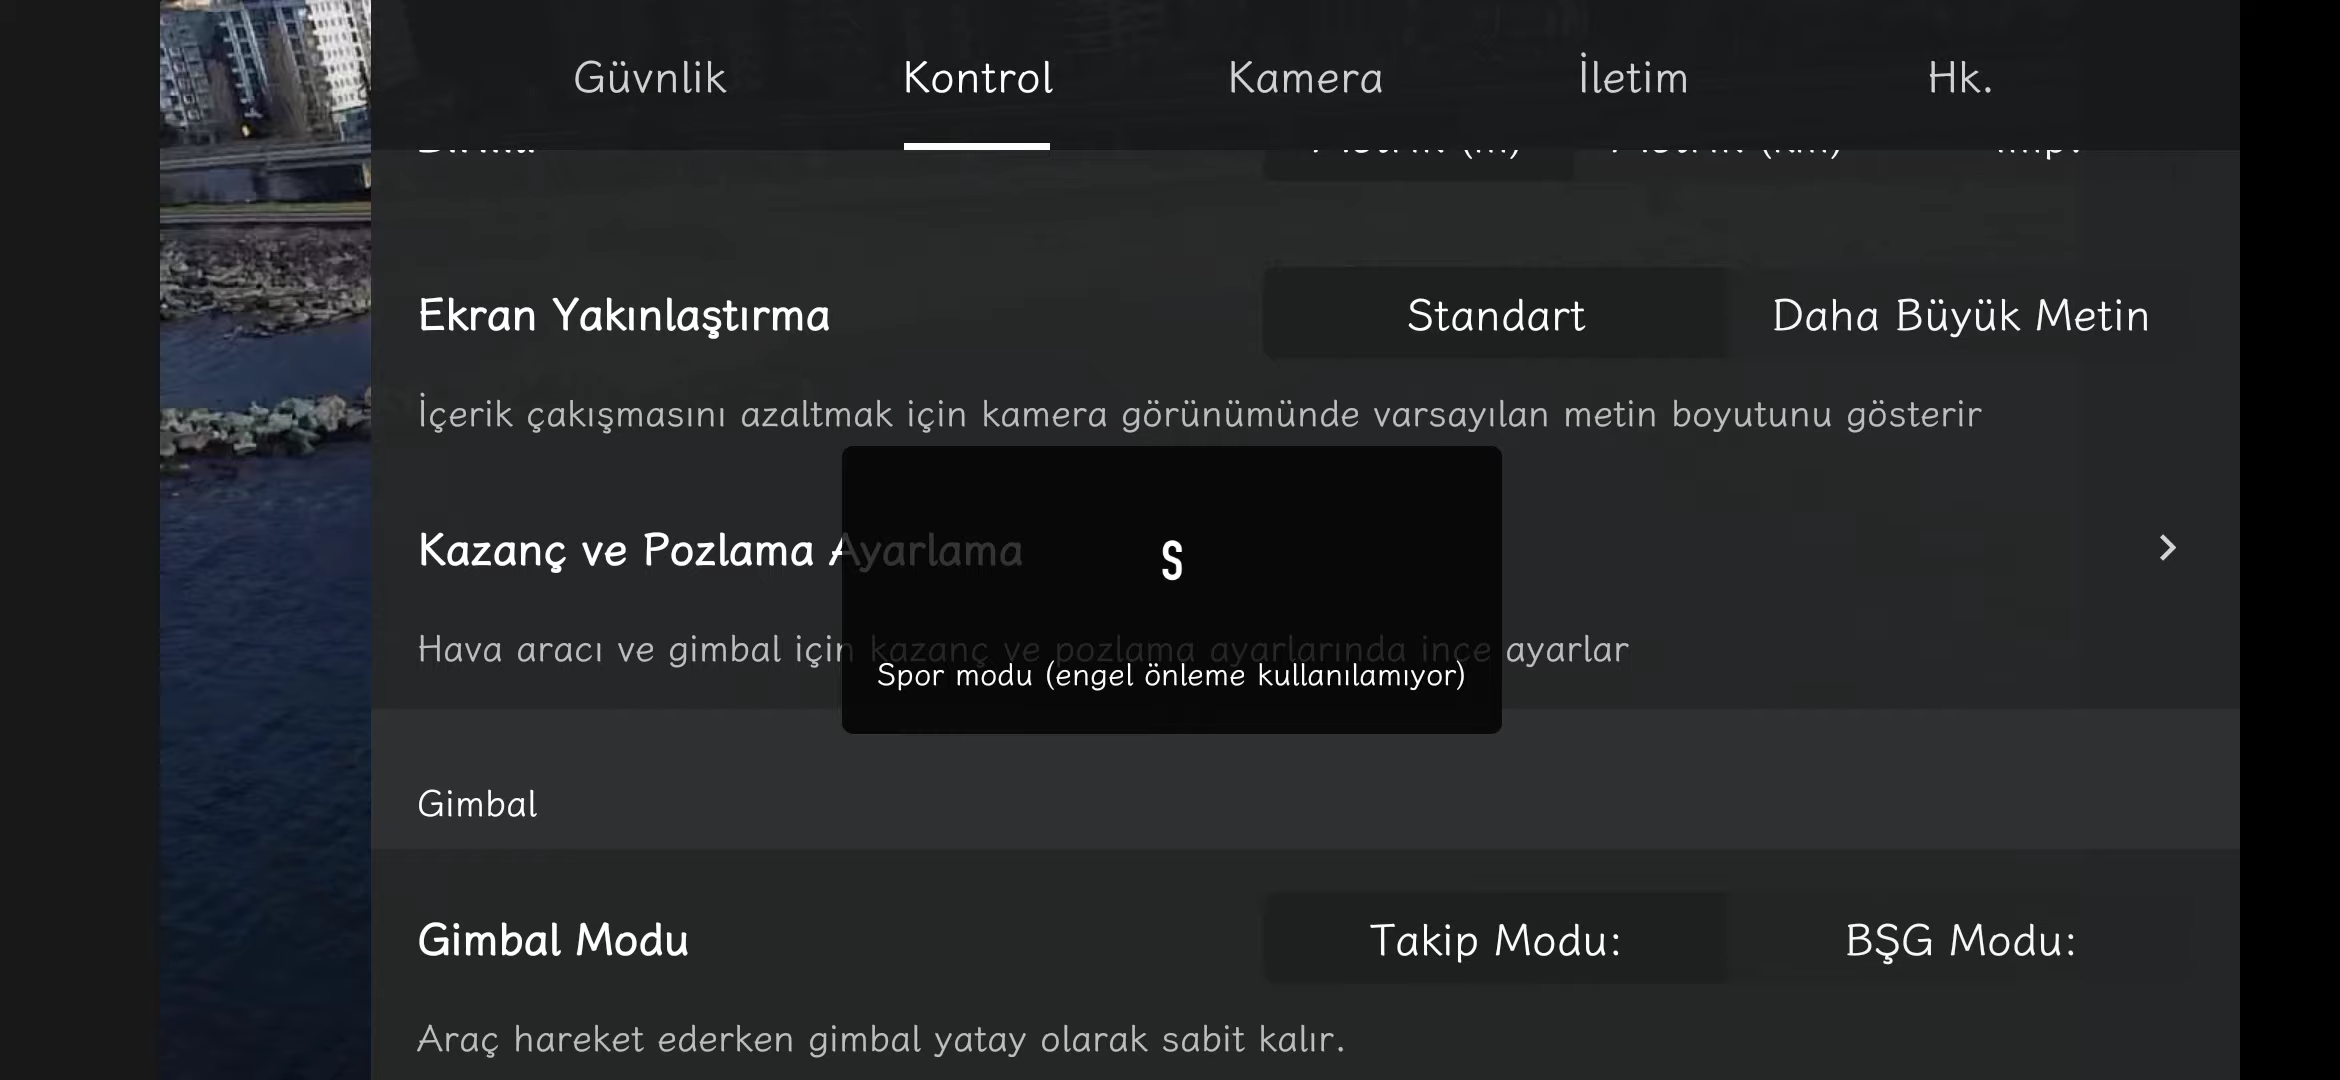 Güvnlik Kontrol Kamera İletim Hk.
Ekran Yakınlaştırma Standart Daha Büyük Metin
İçerik çakışmasını azaltmak için kamera görünümünde varsayılan metin boyutunu gösterir
Kazanç ve Pozlama Ayarlama
S
Hava aracı ve gimbal için kazanç ve pozlama ayarlarında ince ayarlar
Spor modu (engel önleme kullanılamıyor)
Gimbal
Gimbal Modu Takip Modu: BŞG Modu:
Araç hareket ederken gimbal yatay olarak sabit kalır.